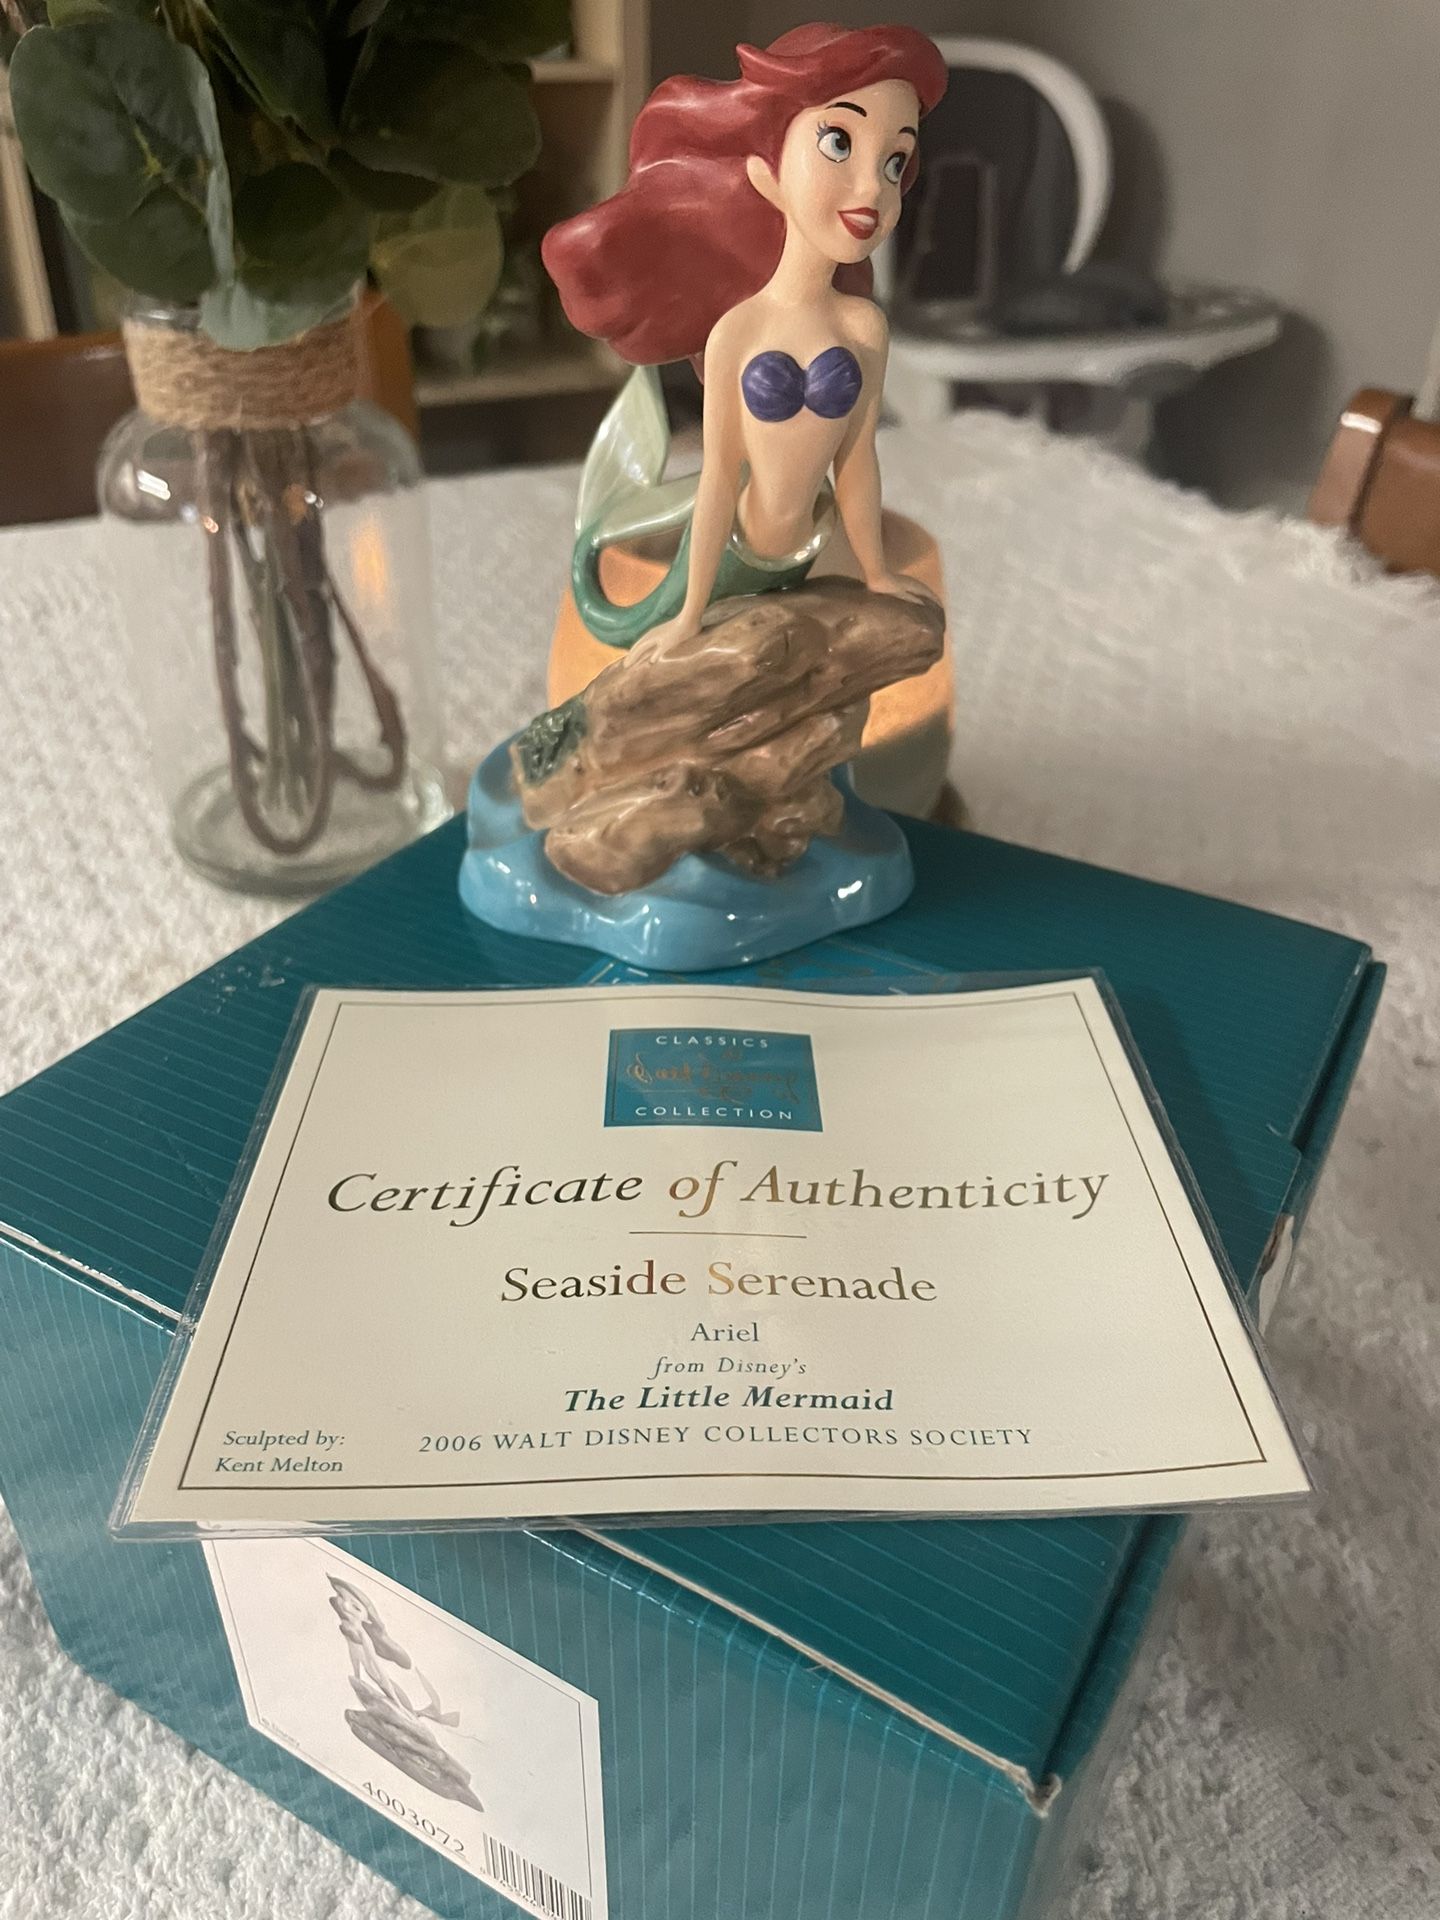 CLASSICS
Walt Disney
COLLECTION
Certificate of Authenticity
Seaside Serenade
Ariel
from Disney's
The Little Mermaid
2006 WALT DISNEY COLLECTORS SOCIETY
Sculpted by:
Kent Melton
© Disney
4003072